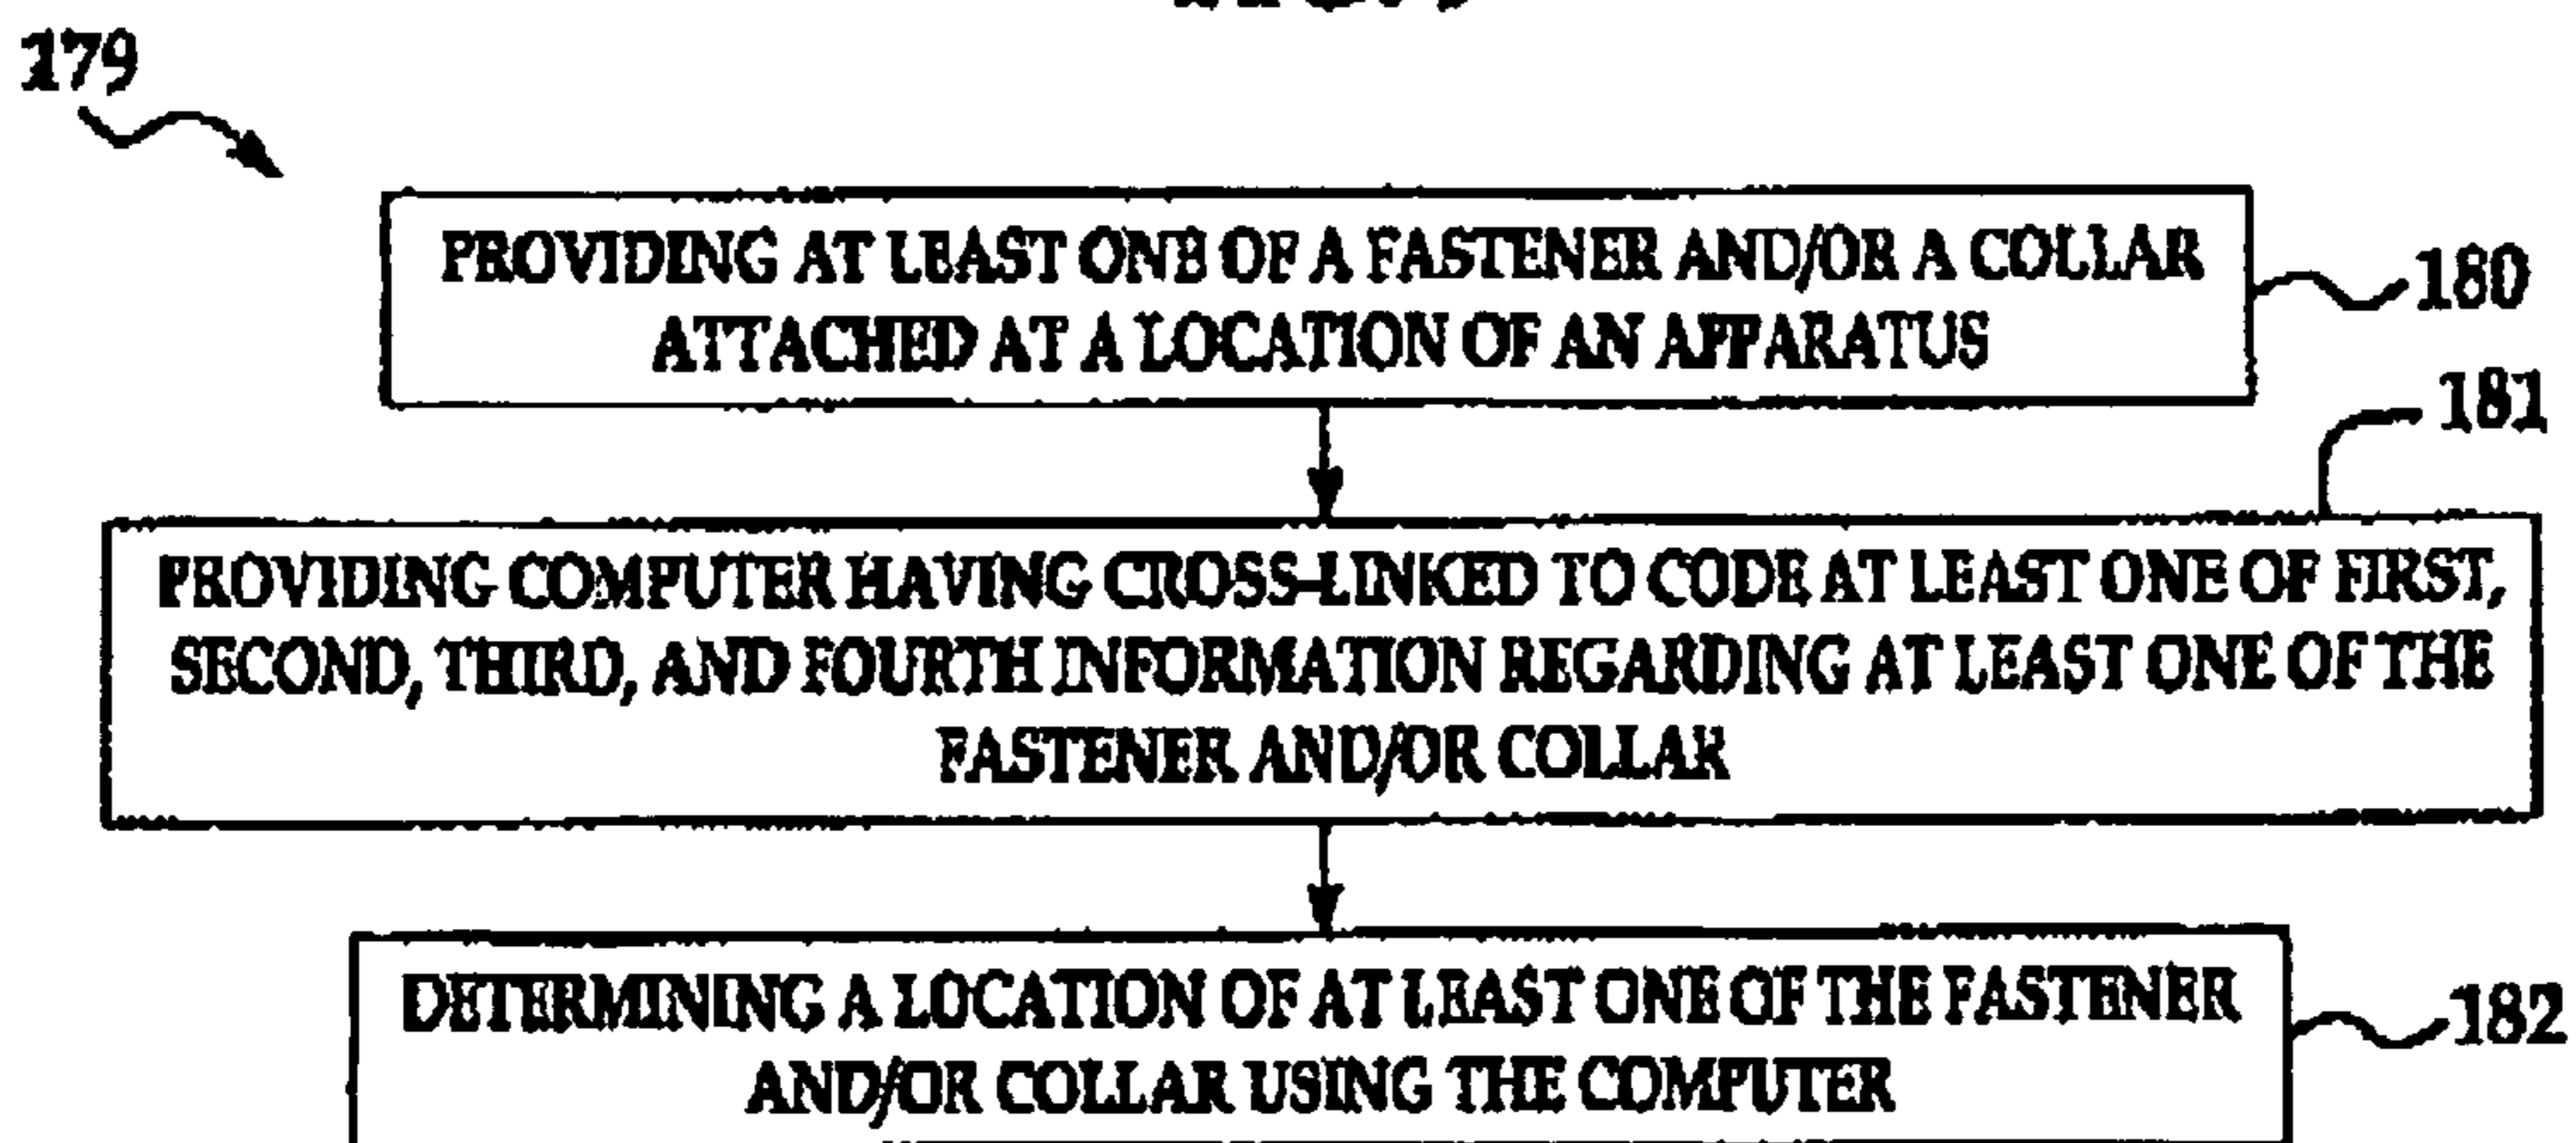 179
PROVIDING AT LEAST ONE OF A FASTENER AND/OR A COLLAR
ATTACHED AT A LOCATION OF AN APPARATUS
180
181
PROVIDING COMPUTER HAVING CROSS-LINKED TO CODE AT LEAST ONE OF FIRST,
SECOND, THIRD, AND FOURTH INFORMATION REGARDING AT LEAST ONE OF THE
FASTENER AND/OR COLLAR
DETERMINING A LOCATION OF AT LEAST ONE OF THE FASTENER
AND/OR COLLAR USING THE COMPUTER
182